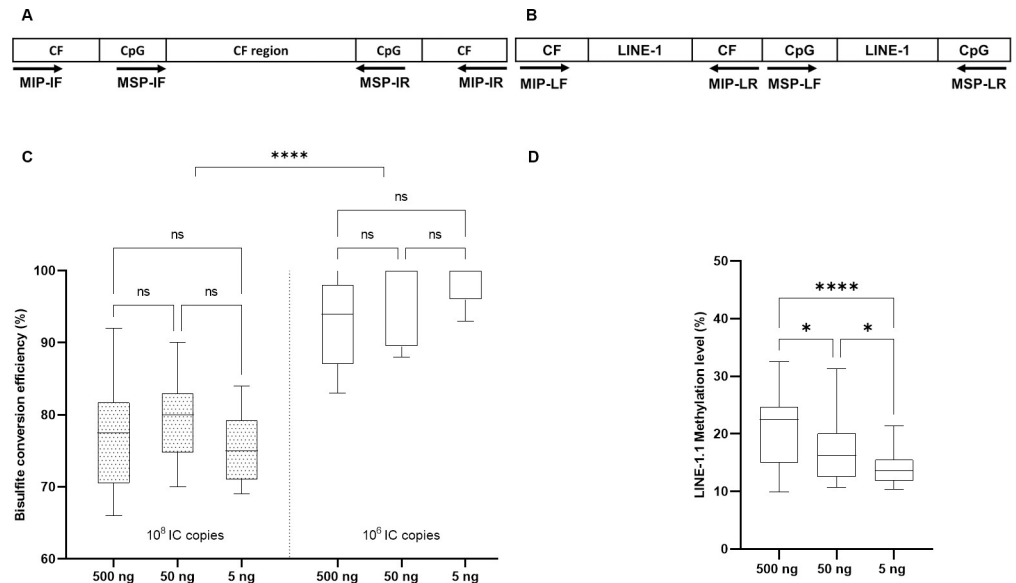 A
CF CpG CF region CpG CF
MIP-IF MSP-IF MSP-IR MIP-IR
B
CF LINE-1 CF CpG LINE-1 CpG
MIP-LF MIP-LR MSP-LF MSP-LR
C
****
ns
ns ns
ns
ns ns
Bisulfite conversion efficiency (%)
100
90
80
70
60
10⁸ IC copies 10⁶ IC copies
500 ng 50 ng 5 ng 500 ng 50 ng 5 ng
D
****
* *
LINE-1.1 Methylation level (%)
50
40
30
20
10
0
500 ng 50 ng 5 ng